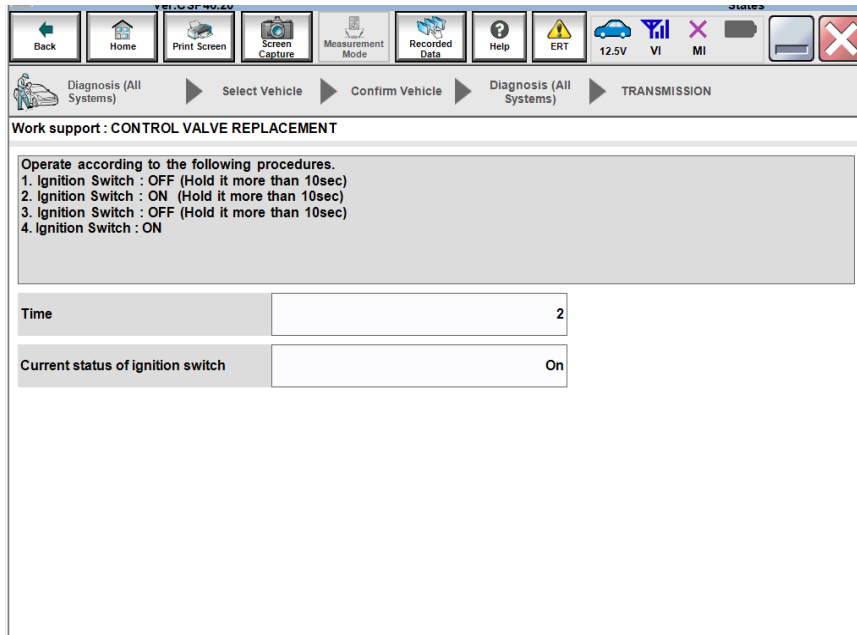 Ver.CSP40.20 States
Back Home Print Screen Screen Capture Measurement Mode Recorded Data Help ERT 12.5V VI MI
Diagnosis (All Systems) Select Vehicle Confirm Vehicle Diagnosis (All Systems) TRANSMISSION
Work support : CONTROL VALVE REPLACEMENT
Operate according to the following procedures.
1. Ignition Switch : OFF (Hold it more than 10sec)
2. Ignition Switch : ON (Hold it more than 10sec)
3. Ignition Switch : OFF (Hold it more than 10sec)
4. Ignition Switch : ON
Time 2
Current status of ignition switch On